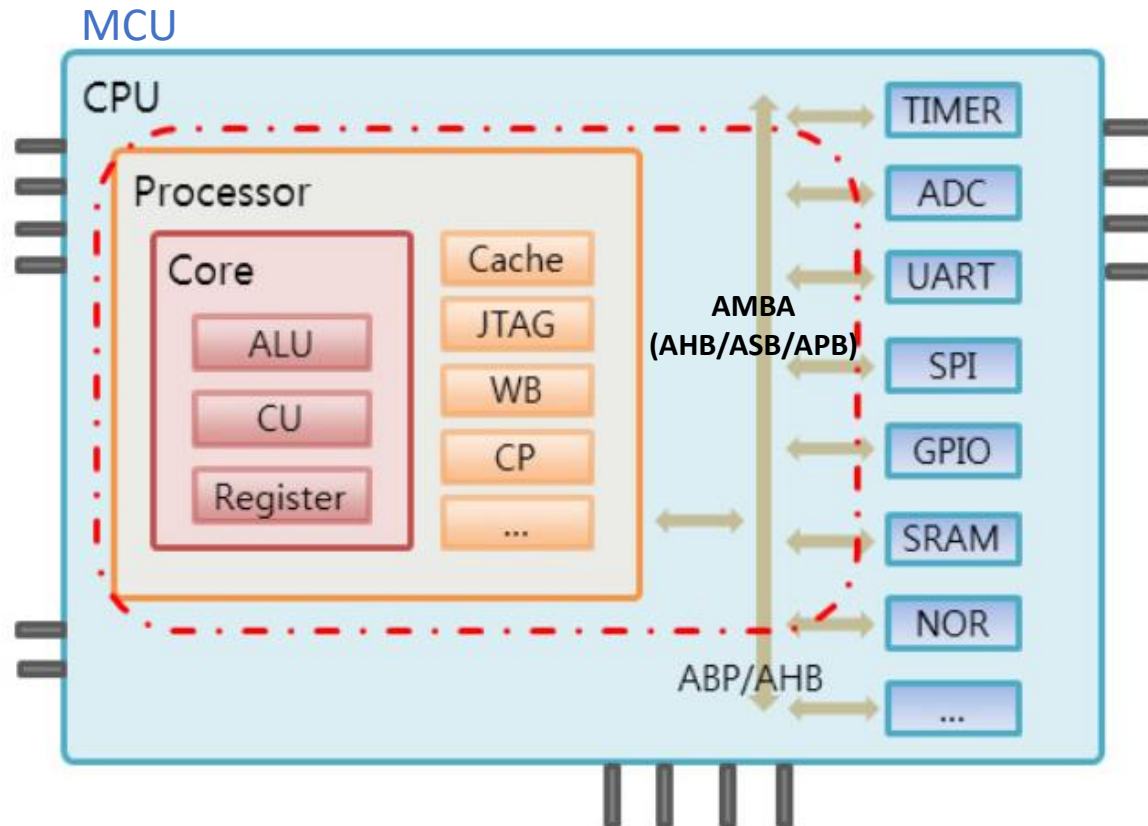 MCU
CPU
Processor
Core
ALU
CU
Register
Cache
JTAG
WB
CP
...
AMBA
(AHB/ASB/APB)
ABP/AHB
TIMER
ADC
UART
SPI
GPIO
SRAM
NOR
...